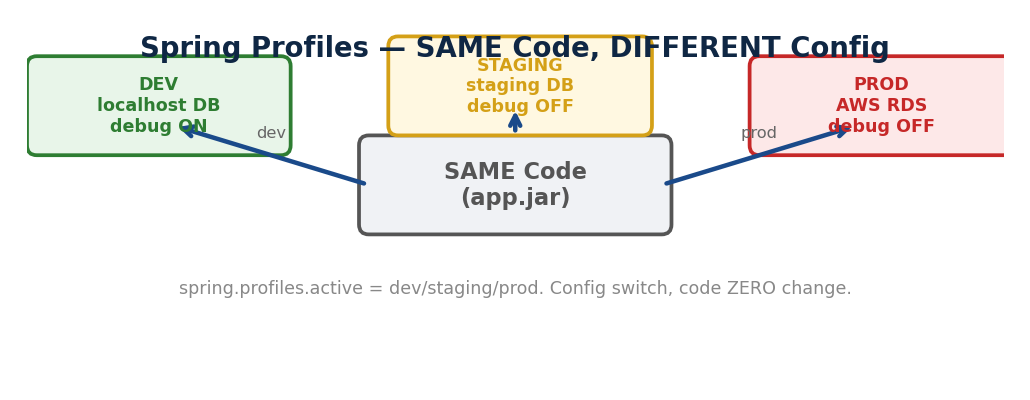 Spring Profiles — SAME Code, DIFFERENT Config
DEV
localhost DB
debug ON
STAGING
staging DB
debug OFF
PROD
AWS RDS
debug OFF
dev
prod
SAME Code
(app.jar)
spring.profiles.active = dev/staging/prod. Config switch, code ZERO change.